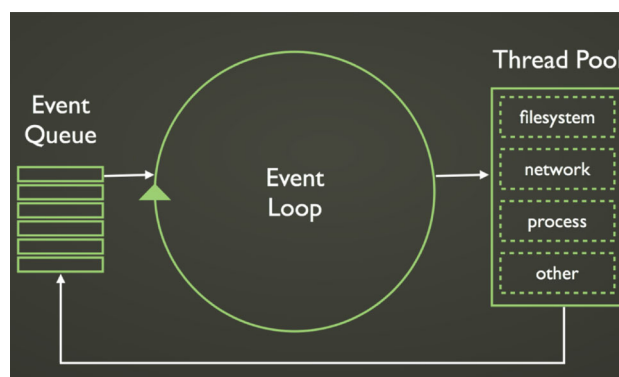 Thread Pool
Event
Queue
Event
Loop
filesystem
network
process
other